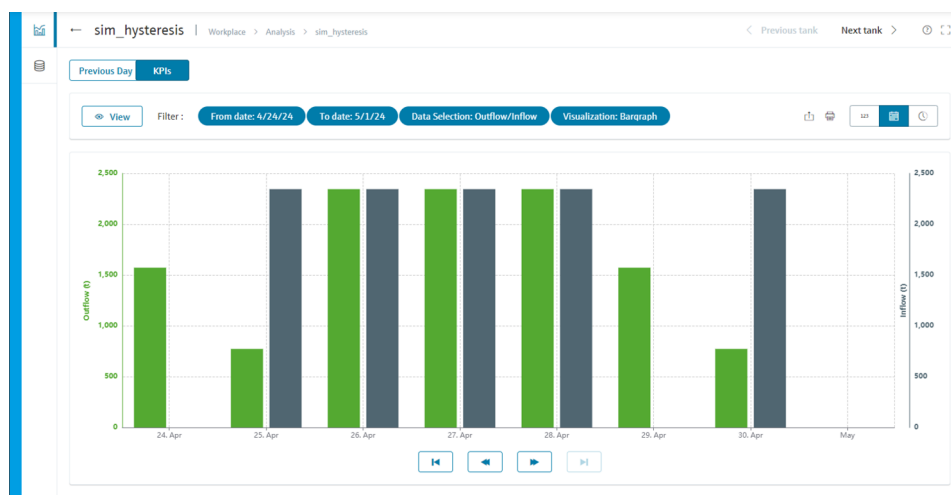 ← sim_hysteresis | Workplace > Analysis > sim_hysteresis < Previous tank Next tank >
Previous Day KPIs
View Filter : From date: 4/24/24 To date: 5/1/24 Data Selection: Outflow/Inflow Visualization: Bargraph 123
2,500 2,500
2,000 2,000
1,500 1,500
1,000 1,000
500 500
0 0
Outflow (t)
Inflow (t)
24. Apr 25. Apr 26. Apr 27. Apr 28. Apr 29. Apr 30. Apr May